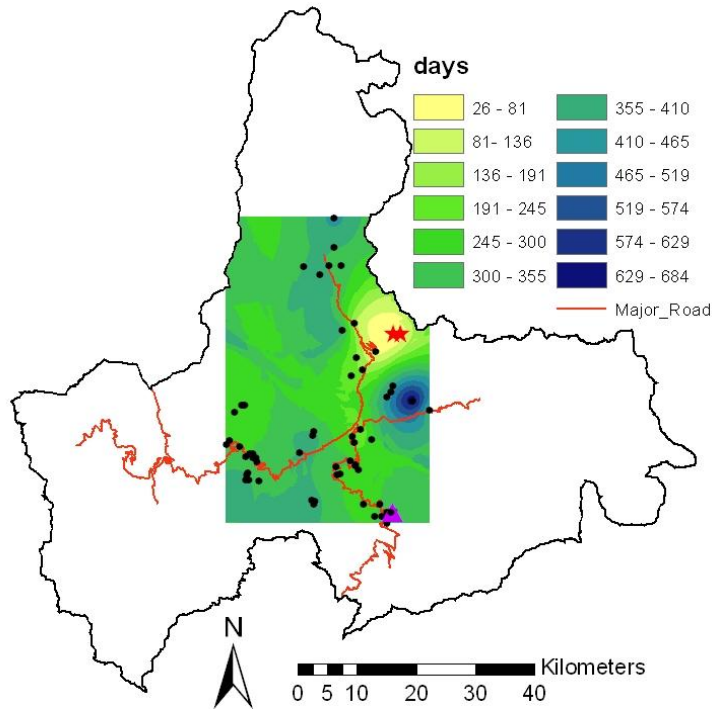 days
26 - 81
81- 136
136 - 191
191 - 245
245 - 300
300 - 355
355 - 410
410 - 465
465 - 519
519 - 574
574 - 629
629 - 684
Major_Road
N
Kilometers
0 5 10 20 30 40